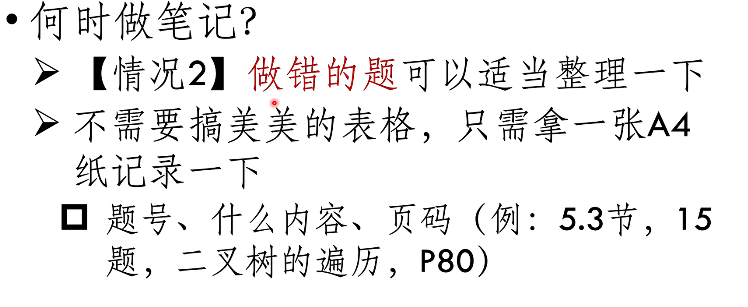 • 何时做笔记？
➢ 【情况2】做错的题可以适当整理一下
➢ 不需要搞美美的表格，只需拿一张A4
纸记录一下
❑ 题号、什么内容、页码（例：5.3节，15
题，二叉树的遍历，P80）